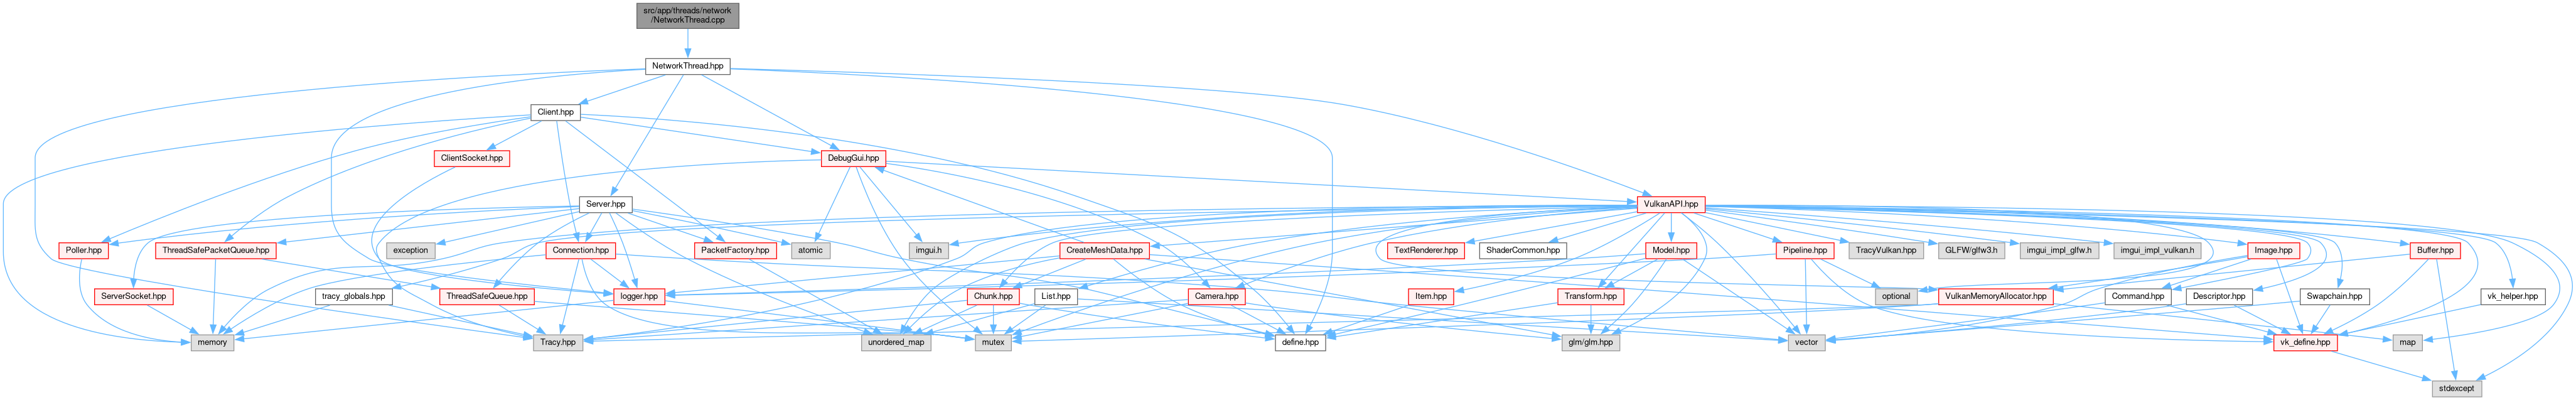 src/app/threads/network
/NetworkThread.cpp
NetworkThread.hpp
Client.hpp
ClientSocket.hpp
DebugGui.hpp
Server.hpp
VulkanAPI.hpp
Poller.hpp
ThreadSafePacketQueue.hpp
exception
Connection.hpp
PacketFactory.hpp
atomic
imgui.h
CreateMeshData.hpp
TextRenderer.hpp
ShaderCommon.hpp
Model.hpp
Pipeline.hpp
TracyVulkan.hpp
GLFW/glfw3.h
imgui_impl_glfw.h
imgui_impl_vulkan.h
Image.hpp
Buffer.hpp
ServerSocket.hpp
tracy_globals.hpp
ThreadSafeQueue.hpp
logger.hpp
Chunk.hpp
List.hpp
Camera.hpp
Item.hpp
Transform.hpp
optional
VulkanMemoryAllocator.hpp
Command.hpp
Descriptor.hpp
Swapchain.hpp
vk_helper.hpp
memory
Tracy.hpp
unordered_map
mutex
define.hpp
glm/glm.hpp
vector
vk_define.hpp
map
stdexcept